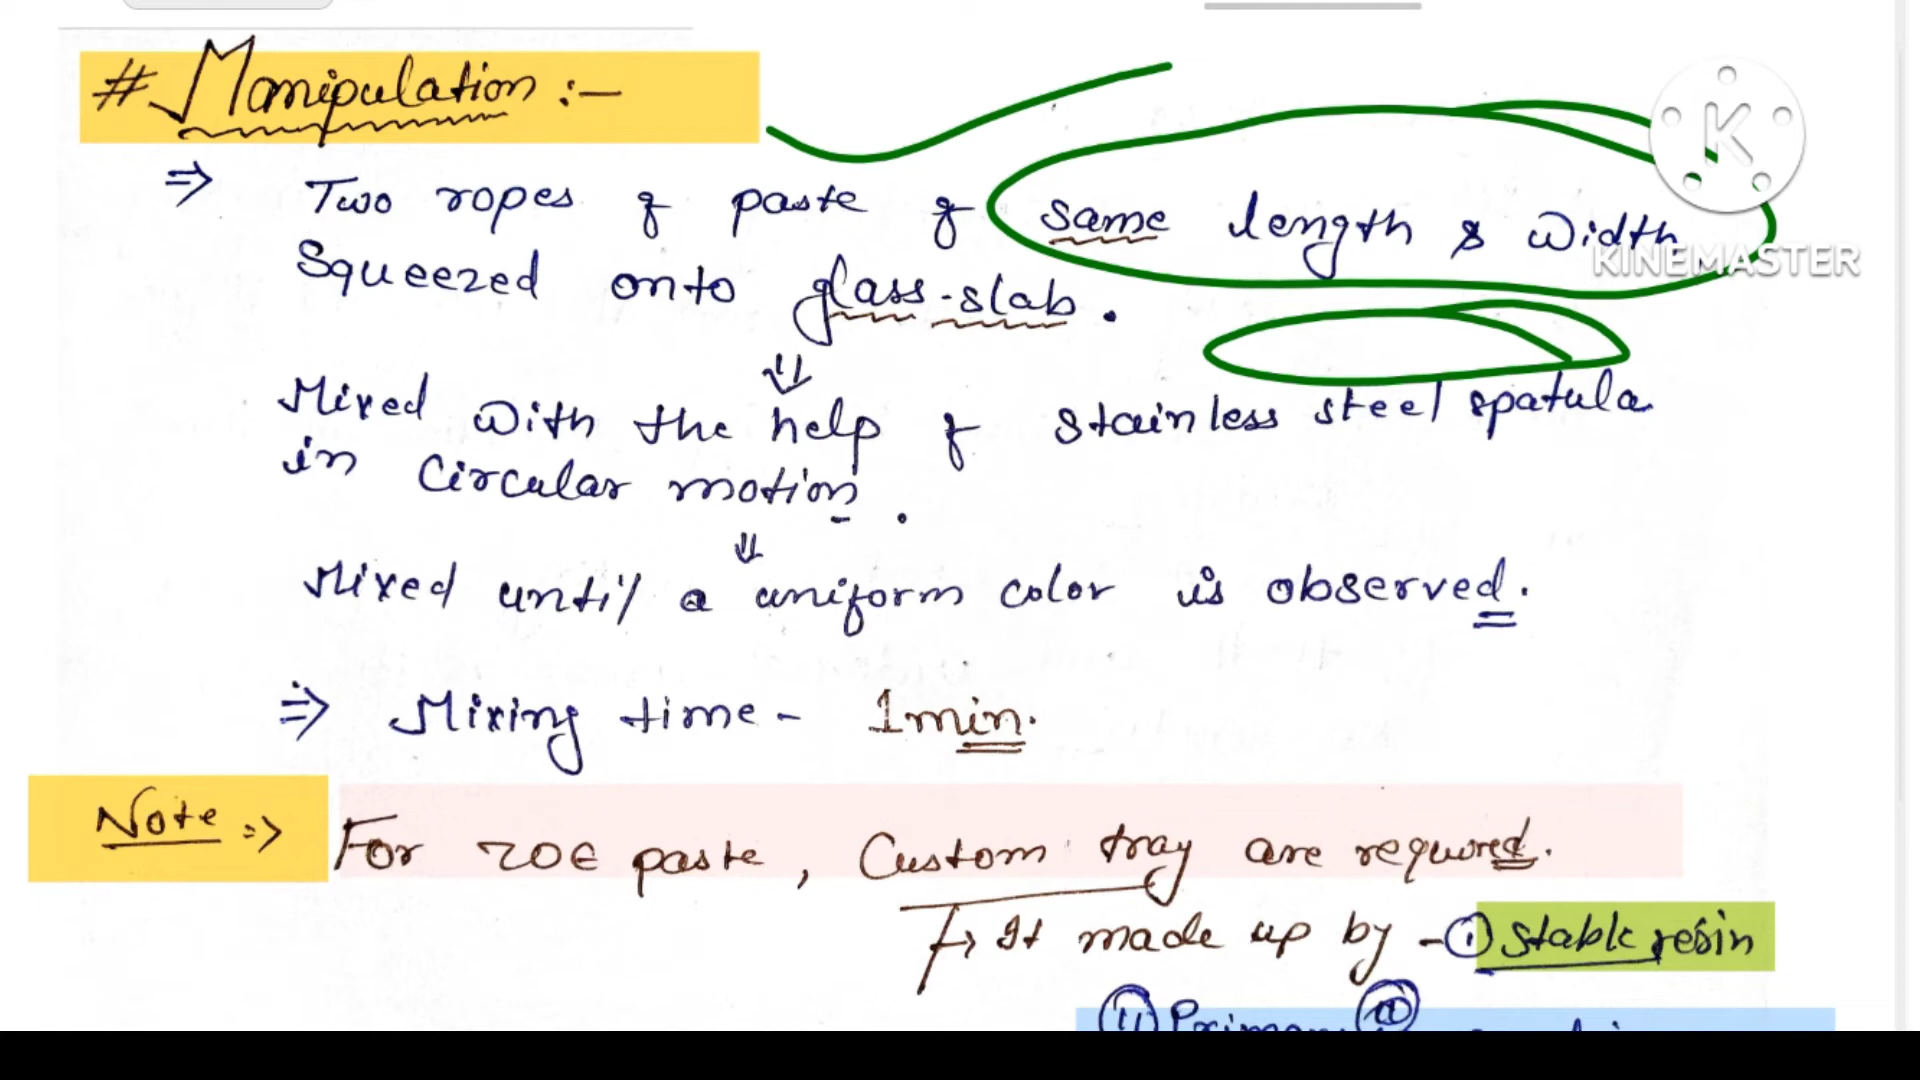 # Manipulation :-
⇒ Two ropes of paste of same length & width
Squeezed onto glass-slab.
⇓
Mixed with the help of stainless steel spatula
in Circular motion.
⇓
Mixed until a uniform color is observed.
⇒ Mixing time - 1min.
Note => For ZOE paste, Custom tray are required.
↳ It made up by - (i) Stable resin
(ii)
K
KINEMASTER